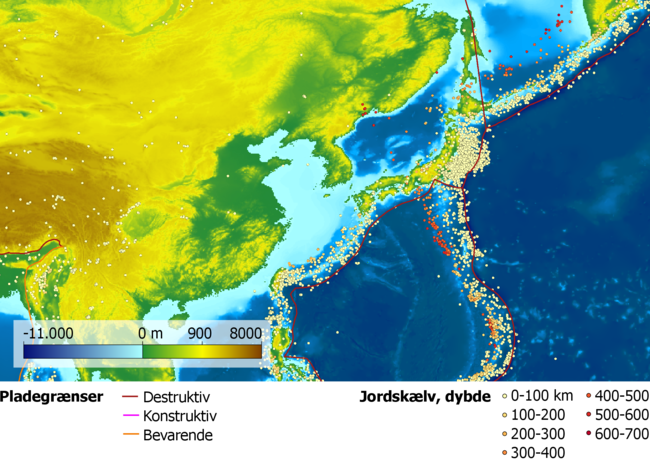 -11.000 0 m 900 8000
Pladegrænser
Destruktiv
Konstruktiv
Bevarende
Jordskælv, dybde
0-100 km
100-200
200-300
300-400
400-500
500-600
600-700